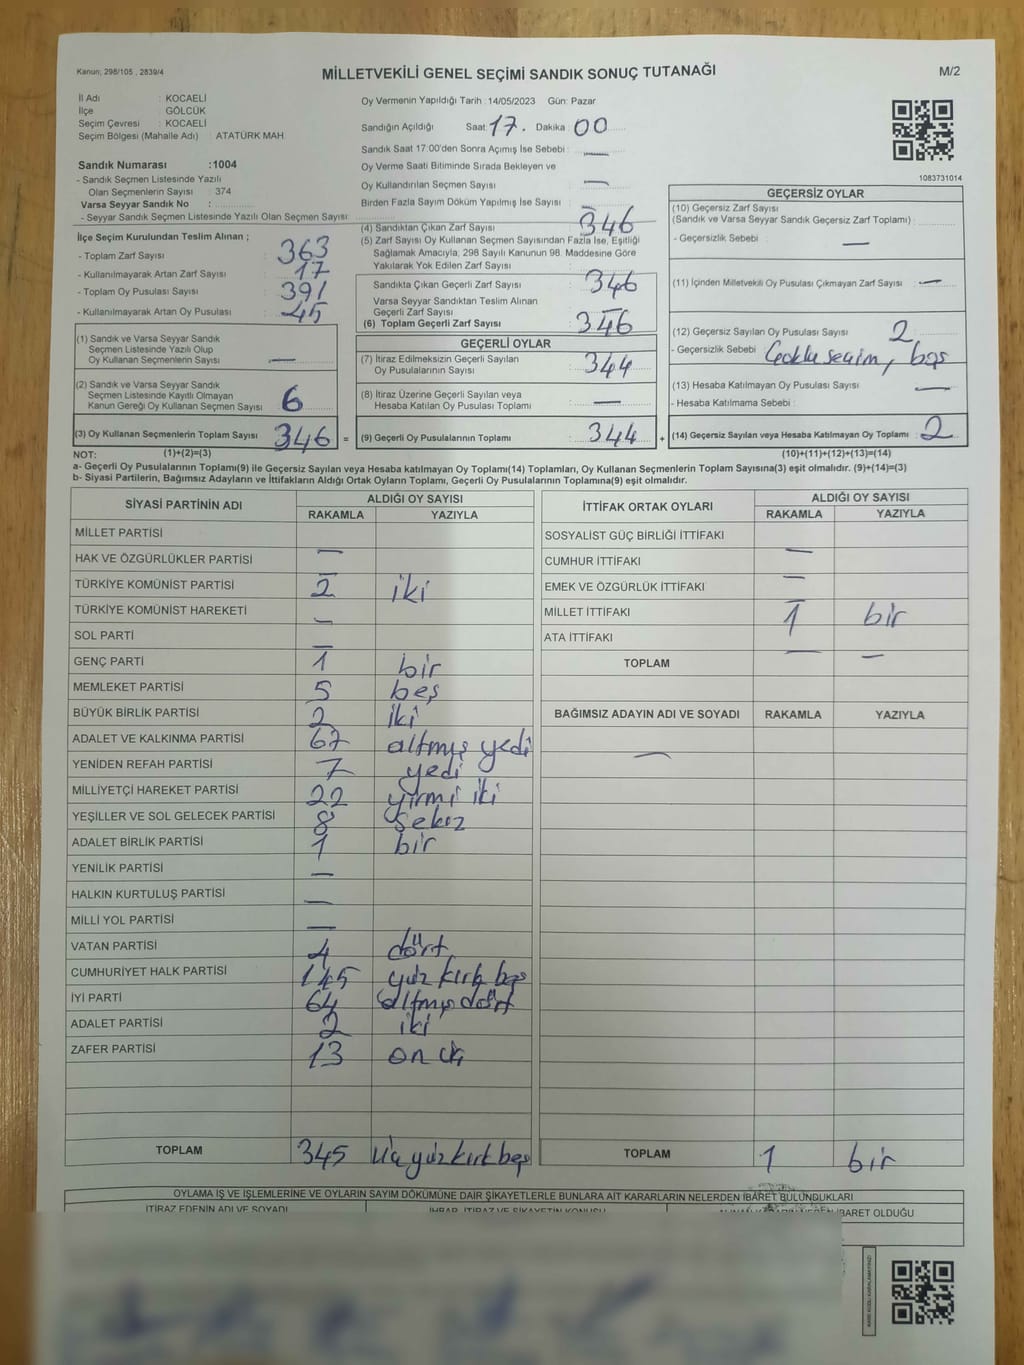 Kanun; 298/105 , 2839/4
MİLLETVEKİLİ GENEL SEÇİMİ SANDIK SONUÇ TUTANAĞI
M/2
İl Adı : KOCAELİ
İlçe : GÖLCÜK
Seçim Çevresi : KOCAELİ
Seçim Bölgesi (Mahalle Adı) : ATATÜRK MAH.
Sandık Numarası :1004
- Sandık Seçmen Listesinde Yazılı
Olan Seçmenlerin Sayısı : 374
Varsa Seyyar Sandık No :
- Seyyar Sandık Seçmen Listesinde Yazılı Olan Seçmen Sayısı:
Oy Vermenin Yapıldığı Tarih :14/05/2023 Gün: Pazar
Sandığın Açıldığı Saat: 17. Dakika : 00
Sandık Saat 17:00'den Sonra Açımış İse Sebebi : —
Oy Verme Saati Bitiminde Sırada Bekleyen ve
Oy Kullandırılan Seçmen Sayısı : —
Birden Fazla Sayım Döküm Yapılmış İse Sayısı :
1083731014
İlçe Seçim Kurulundan Teslim Alınan ;
- Toplam Zarf Sayısı : 363
- Kullanılmayarak Artan Zarf Sayısı : 17
- Toplam Oy Pusulası Sayısı : 391
- Kullanılmayarak Artan Oy Pusulası : 45
(1) Sandık ve Varsa Seyyar Sandık
Seçmen Listesinde Yazılı Olup
Oy Kullanan Seçmenlerin Sayısı : —
(2) Sandık ve Varsa Seyyar Sandık
Seçmen Listesinde Kayıtlı Olmayan
Kanun Gereği Oy Kullanan Seçmen Sayısı : 6
(3) Oy Kullanan Seçmenlerin Toplam Sayısı : 346 =
(1)+(2)=(3)
(4) Sandıktan Çıkan Zarf Sayısı : 346
(5) Zarf Sayısı Oy Kullanan Seçmen Sayısından Fazla İse, Eşitliği
Sağlamak Amacıyla; 298 Sayılı Kanunun 98. Maddesine Göre
Yakılarak Yok Edilen Zarf Sayısı :
Sandıkta Çıkan Geçerli Zarf Sayısı : 346
Varsa Seyyar Sandıktan Teslim Alınan
Geçerli Zarf Sayısı :
(6) Toplam Geçerli Zarf Sayısı : 346
GEÇERLİ OYLAR
(7) İtiraz Edilmeksizin Geçerli Sayılan
Oy Pusulalarının Sayısı : 344
(8) İtiraz Üzerine Geçerli Sayılan veya
Hesaba Katılan Oy Pusulası Toplamı : —
(9) Geçerli Oy Pusulalarının Toplamı : 344 +
GEÇERSİZ OYLAR
(10) Geçersiz Zarf Sayısı
(Sandık ve Varsa Seyyar Sandık Geçersiz Zarf Toplamı) :
- Geçersizlik Sebebi : —
(11) İçinden Milletvekili Oy Pusulası Çıkmayan Zarf Sayısı : —
(12) Geçersiz Sayılan Oy Pusulası Sayısı : 2
- Geçersizlik Sebebi : Çoklu seçim, boş
(13) Hesaba Katılmayan Oy Pusulası Sayısı : —
- Hesaba Katılmama Sebebi :
(14) Geçersiz Sayılan veya Hesaba Katılmayan Oy Toplamı : 2
(10)+(11)+(12)+(13)=(14)
NOT:
a- Geçerli Oy Pusulalarının Toplamı(9) ile Geçersiz Sayılan veya Hesaba katılmayan Oy Toplamı(14) Toplamları, Oy Kullanan Seçmenlerin Toplam Sayısına(3) eşit olmalıdır. (9)+(14)=(3)
b- Siyasi Partilerin, Bağımsız Adayların ve İttifakların Aldığı Ortak Oyların Toplamı, Geçerli Oy Pusulalarının Toplamına(9) eşit olmalıdır.
SİYASİ PARTİNİN ADI ALDIĞI OY SAYISI
RAKAMLA YAZIYLA
MİLLET PARTİSİ —
HAK VE ÖZGÜRLÜKLER PARTİSİ —
TÜRKİYE KOMÜNİST PARTİSİ 2 iki
TÜRKİYE KOMÜNİST HAREKETİ —
SOL PARTİ —
GENÇ PARTİ 1 bir
MEMLEKET PARTİSİ 5 beş
BÜYÜK BİRLİK PARTİSİ 2 iki
ADALET VE KALKINMA PARTİSİ 67 altmış yedi
YENİDEN REFAH PARTİSİ 7 yedi
MİLLİYETÇİ HAREKET PARTİSİ 22 yirmi iki
YEŞİLLER VE SOL GELECEK PARTİSİ 8 sekiz
ADALET BİRLİK PARTİSİ 1 bir
YENİLİK PARTİSİ —
HALKIN KURTULUŞ PARTİSİ —
MİLLİ YOL PARTİSİ —
VATAN PARTİSİ 4 dört
CUMHURİYET HALK PARTİSİ 145 yüz kırk beş
İYİ PARTİ 64 altmış dört
ADALET PARTİSİ 2 iki
ZAFER PARTİSİ 13 on üç
TOPLAM 345 üç yüz kırk beş
İTTİFAK ORTAK OYLARI ALDIĞI OY SAYISI
RAKAMLA YAZIYLA
SOSYALİST GÜÇ BİRLİĞİ İTTİFAKI —
CUMHUR İTTİFAKI —
EMEK VE ÖZGÜRLÜK İTTİFAKI —
MİLLET İTTİFAKI 1 bir
ATA İTTİFAKI —
TOPLAM —
BAĞIMSIZ ADAYIN ADI VE SOYADI RAKAMLA YAZIYLA
—
TOPLAM 1 bir
OYLAMA İŞ VE İŞLEMLERİNE VE OYLARIN SAYIM DÖKÜMÜNE DAİR ŞİKAYETLERLE BUNLARA AİT KARARLARIN NELERDEN İBARET BULUNDUKLARI
İTİRAZ EDENİN ADI VE SOYADI İHBAR, İTİRAZ VE ŞİKAYETİN KONUSU İBARET OLDUĞU